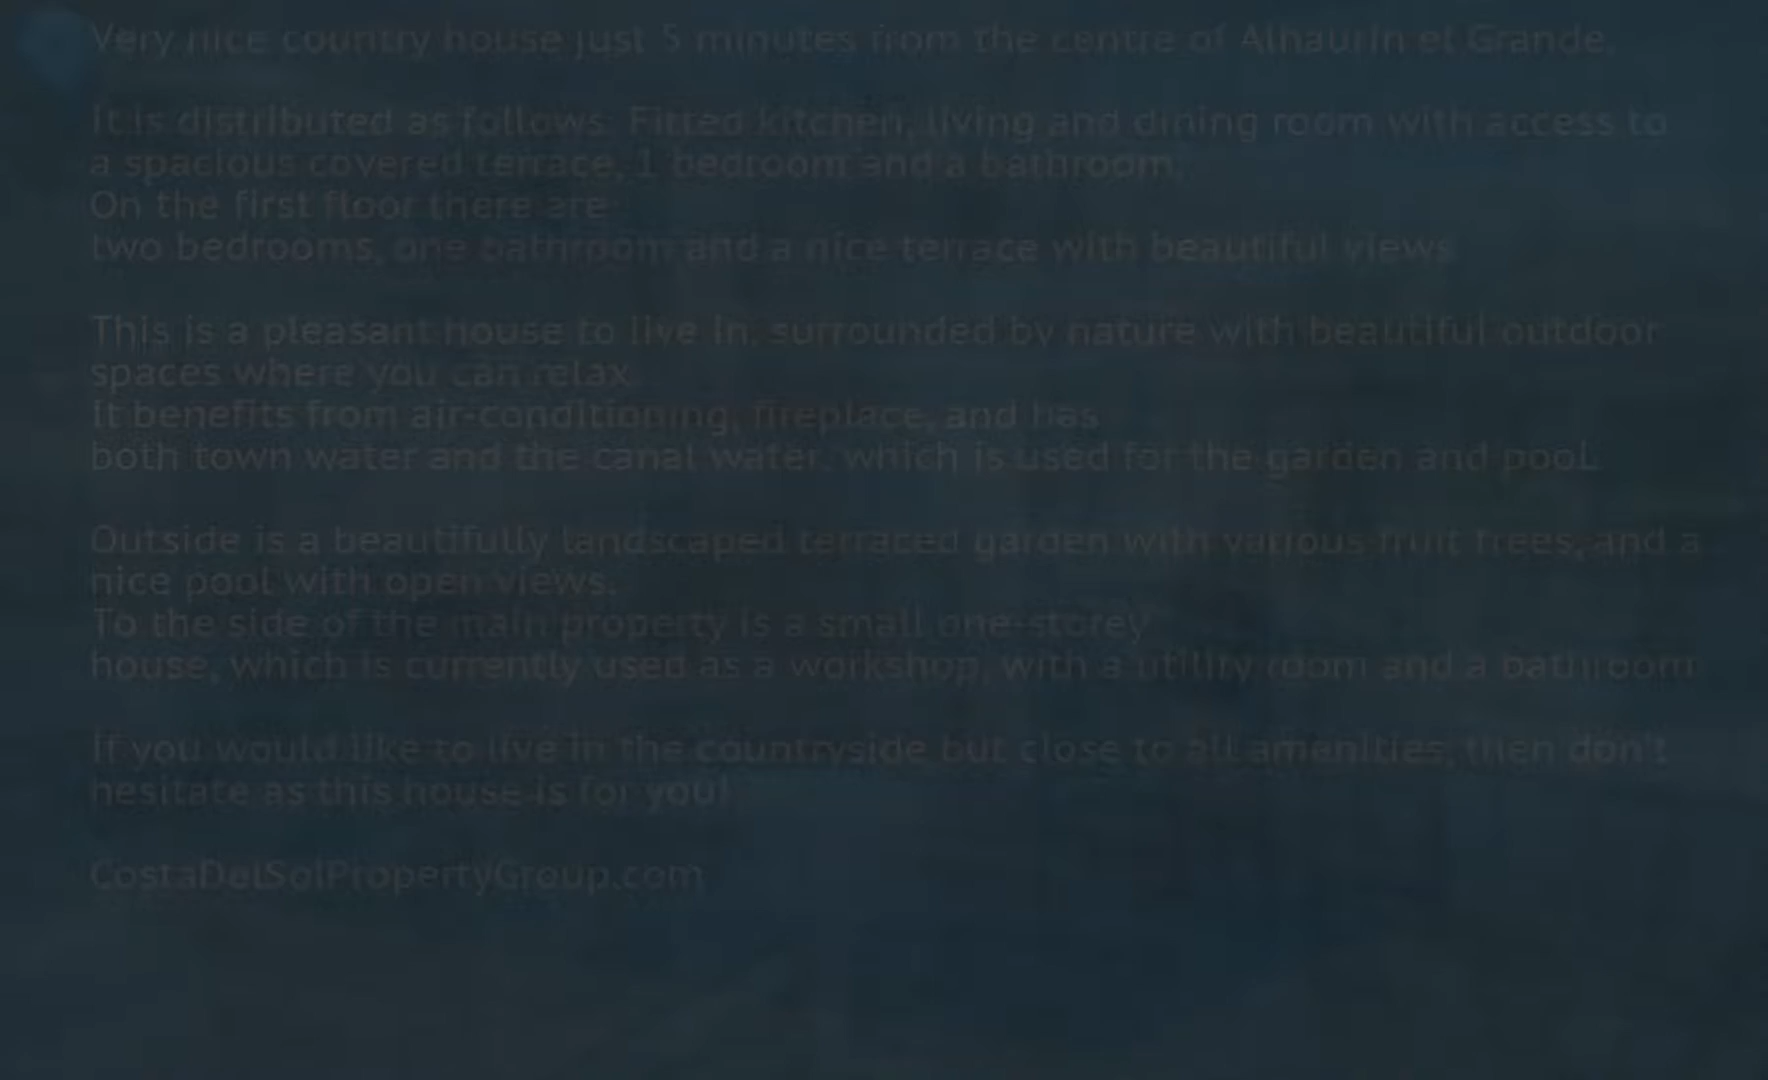 Very nice country house just 5 minutes from the centre of Alhaurin el Grande.
It is distributed as follows: Fitted kitchen, living and dining room with access to
a spacious covered terrace, 1 bedroom and a bathroom.
On the first floor there are
two bedrooms, one bathroom and a nice terrace with beautiful views.
This is a pleasant house to live in, surrounded by nature with beautiful outdoor
spaces where you can relax.
It benefits from air-conditioning, fireplace, and has
both town water and the canal water, which is used for the garden and pool.
Outside is a beautifully landscaped terraced garden with various fruit trees, and a
nice pool with open views.
To the side of the main property is a small one-storey
house, which is currently used as a workshop, with a utility room and a bathroom.
If you would like to live in the countryside but close to all amenities, then don't
hesitate as this house is for you!
CostaDelSolPropertyGroup.com